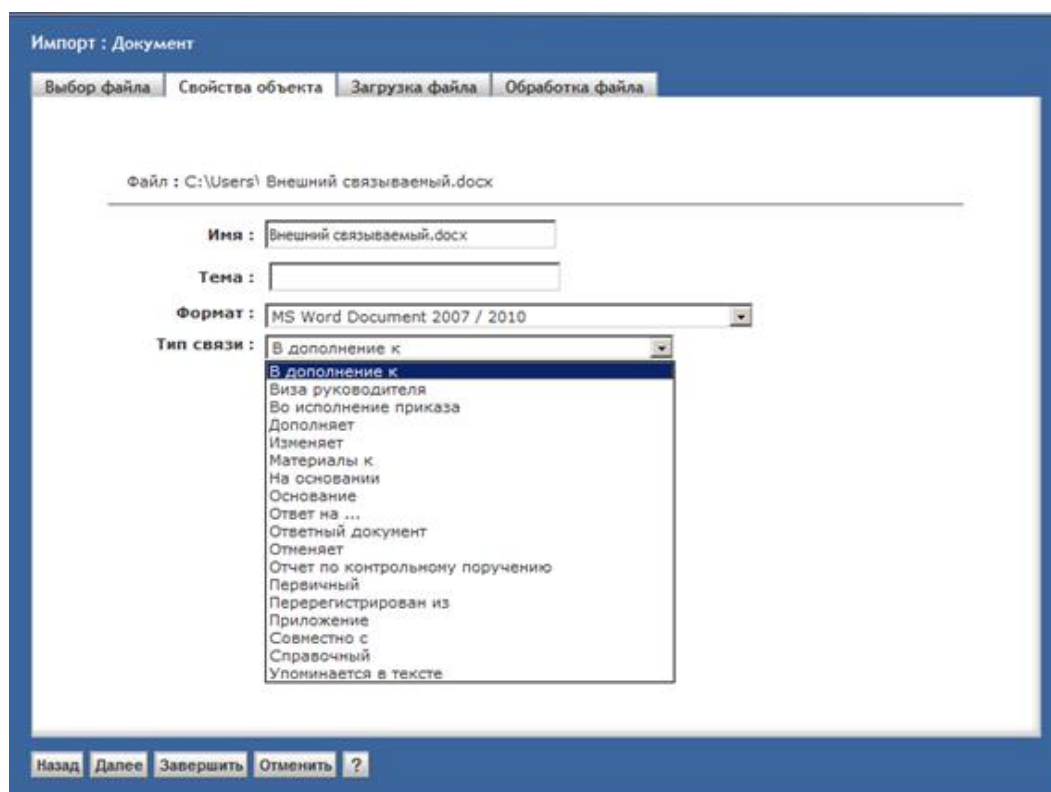 Импорт : Документ
Выбор файла Свойства объекта Загрузка файла Обработка файла
Файл : C:\Users\ Внешний связываемый.docx
Имя : Внешний связываемый.docx
Тема :
Формат : MS Word Document 2007 / 2010
Тип связи : В дополнение к
В дополнение к
Виза руководителя
Во исполнение приказа
Дополняет
Изменяет
Материалы к
На основании
Основание
Ответ на ...
Ответный документ
Отменяет
Отчет по контрольному поручению
Первичный
Перерегистрирован из
Приложение
Совместно с
Справочный
Упоминается в тексте
Назад Далее Завершить Отменить ?